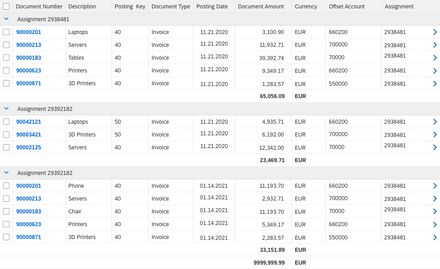 Document Number Description Posting Key Document Type Posting Date Document Amount Currency Offset Account Assignment
Assignment 2938481
90000201 Laptops 40 Invoice 11.21.2020 3,100.90 EUR 660200 2938481
90000213 Servers 40 Invoice 11.21.2020 11,932.71 EUR 700000 2938481
90000183 Tables 40 Invoice 11.21.2020 39,392.74 EUR 70000 2938481
90000623 Printers 40 Invoice 11.21.2020 9,349.17 EUR 660200 2938481
90000871 3D Printers 40 Invoice 11.21.2020 1,283.57 EUR 550000 2938481
65,056.09 EUR
Assignment 29392182
90042121 Laptops 50 Invoice 11.21.2020 4,935.71 EUR 660200 2938481
90003421 3D Printers 50 Invoice 11.21.2020 6,192.00 EUR 700000 2938481
90002125 Servers 40 Invoice 11.21.2020 12,342.00 EUR 70000 2938481
23,469.71 EUR
Assignment 29392182
90000201 Phone 40 Invoice 01.14.2021 11,193.70 EUR 660200 2938481
90000213 Servers 40 Invoice 01.14.2021 2,932.71 EUR 700000 2938481
90000183 Chair 40 Invoice 01.14.2021 11,193.70 EUR 70000 2938481
90000623 Printers 40 Invoice 01.14.2021 5,349.17 EUR 660200 2938481
90000871 3D Printers 40 Invoice 01.14.2021 2,283.57 EUR 550000 2938481
33,151.89 EUR
9999,999.99 EUR